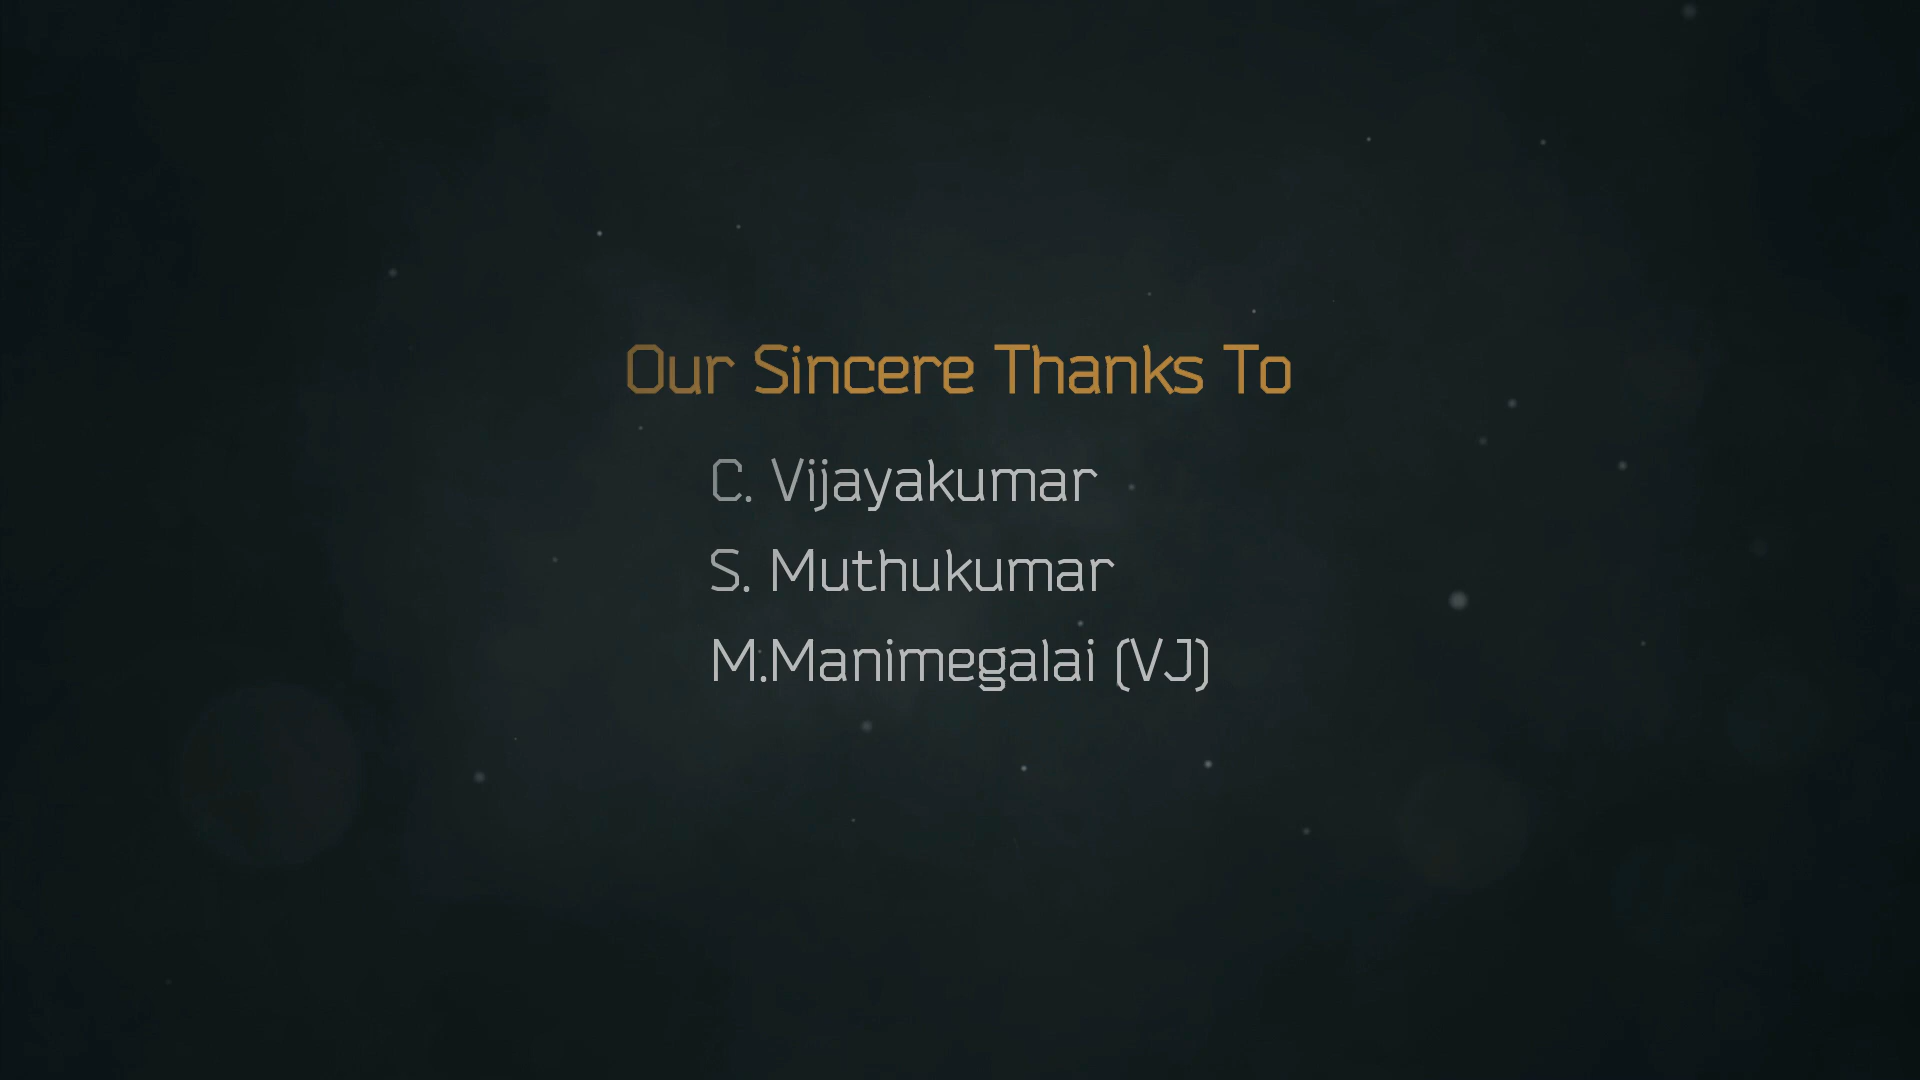 Our Sincere Thanks To
C. Vijayakumar
S. Muthukumar
M.Manimegalai (VJ)